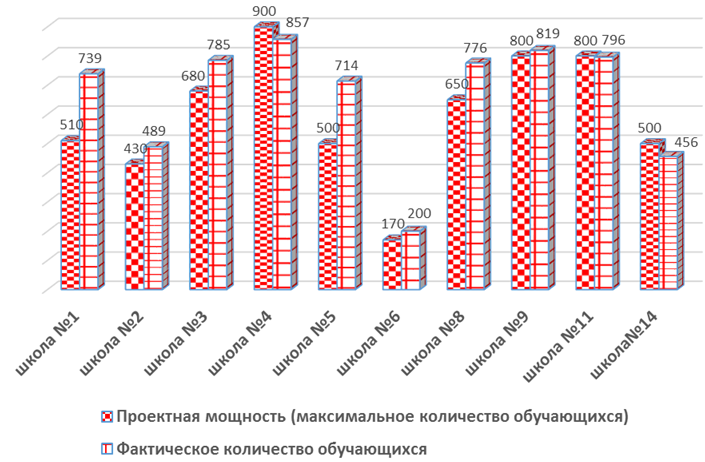 900
857
739
785
776
800
819
800
796
680
714
650
510
430
489
500
500
456
170
200
школа №1
школа №2
школа №3
школа №4
школа №5
школа №6
школа №8
школа №9
школа №11
школа№14
Проектная мощность (максимальное количество обучающихся)
Фактическое количество обучающихся